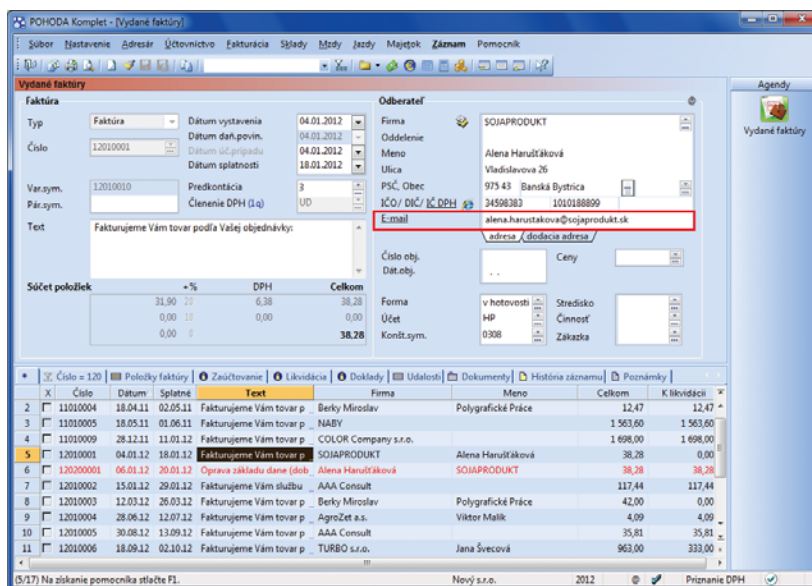 POHODA Komplet - [Vydané faktúry]
Súbor Nastavenie Adresár Účtovníctvo Fakturácia Sklady Mzdy Jazdy Majetok Záznam Pomocník
Vydané faktúry
Agendy
Vydané faktúry
Faktúra
Typ Faktúra
Číslo 12010001
Var.sym. 12010010
Pár.sym.
Dátum vystavenia 04.01.2012
Dátum daň.povin. 04.01.2012
Dátum úč.prípadu 04.01.2012
Dátum splatnosti 18.01.2012
Predkontácia 3
Členenie DPH (1q) UD
Text Fakturujeme Vám tovar podľa Vašej objednávky:
Súčet položiek +% DPH Celkom
31,90 20 6,38 38,28
0,00 10 0,00 0,00
0,00 0 38,28
Odberateľ
Firma SOJAPRODUKT
Oddelenie
Meno Alena Harušťáková
Ulica Vladislavova 26
PSČ, Obec 975 43 Banská Bystrica
IČO/ DIČ/ IČ DPH 34598383 1010188899
E-mail alena.harustakova@sojaprodukt.sk
adresa dodacia adresa
Číslo obj. Ceny
Dát.obj. . .
Forma v hotovosti Stredisko
Účet HP Činnosť
Konšt.sym. 0308 Zákazka
* Číslo = 120 Položky faktúry Zaúčtovanie Likvidácia Doklady Udalosti Dokumenty História záznamu Poznámky
X Číslo Dátum Splatné Text Firma Meno Celkom K likvidácii
2 11010004 18.04.11 02.05.11 Fakturujeme Vám tovar p Berky Miroslav Polygrafické Práce 12,47 12,47
3 11010005 18.05.11 01.06.11 Fakturujeme Vám tovar p NABY 1 563,60 1 563,60
4 11010009 28.12.11 11.01.12 Fakturujeme Vám tovar p COLOR Company s.r.o. 1 698,00 1 698,00
5 12010001 04.01.12 18.01.12 Fakturujeme Vám tovar p SOJAPRODUKT Alena Harušťáková 38,28 0,00
6 120200001 06.01.12 20.01.12 Oprava základu dane (dob Alena Harušťáková SOJAPRODUKT 38,28 38,28
7 12010002 15.01.12 29.01.12 Fakturujeme Vám službu AAA Consult 117,44 117,44
8 12010003 12.03.12 26.03.12 Fakturujeme Vám tovar p Berky Miroslav Polygrafické Práce 42,00 0,00
9 12010004 28.06.12 12.07.12 Fakturujeme Vám tovar p AgroZet a.s. Viktor Malík 4,09 4,09
10 12010005 30.08.12 13.09.12 Fakturujeme Vám tovar p AAA Consult 35,81 35,81
11 12010006 18.09.12 02.10.12 Fakturujeme Vám tovar p TURBO s.r.o. Jana Švecová 963,00 333,00
(5/17) Na získanie pomocníka stlačte F1. Nový s.r.o. 2012 @ Priznanie DPH